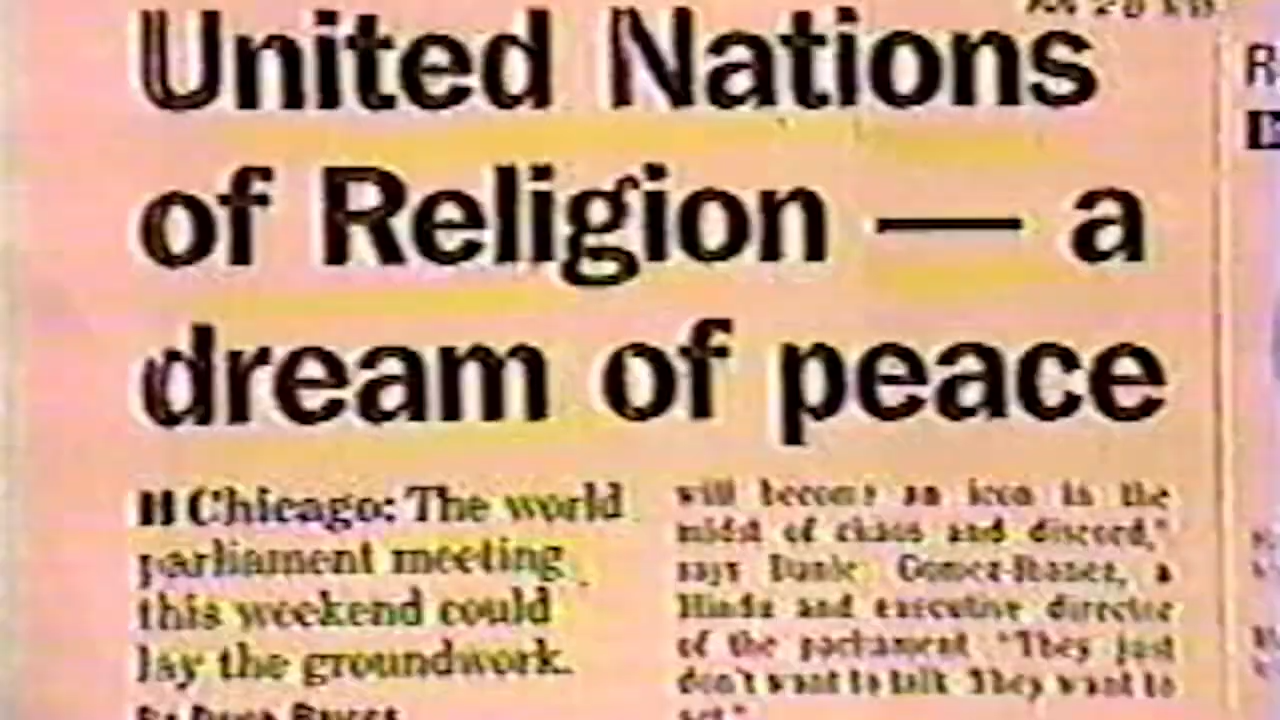 United Nations
of Religion — a
dream of peace
Chicago: The world
parliament meeting
this weekend could
lay the groundwork.
will become an icon in the
midst of chaos and discord,"
says Gomez-Ibanez, a
Hindu and executive director
of the parliament "They just
don't want to talk They want to